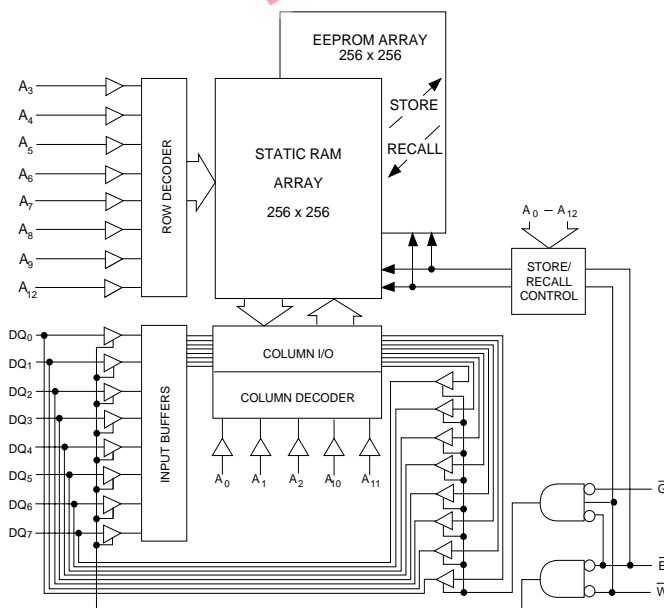 EEPROM ARRAY
256 x 256
STORE
RECALL
A3
A4
A5
A6
A7
A8
A9
A12
ROW DECODER
STATIC RAM
ARRAY
256 x 256
A0 – A12
STORE/
RECALL
CONTROL
DQ0
DQ1
DQ2
DQ3
DQ4
DQ5
DQ6
DQ7
INPUT BUFFERS
COLUMN I/O
COLUMN DECODER
A0
A1
A2
A10
A11
G
E
W